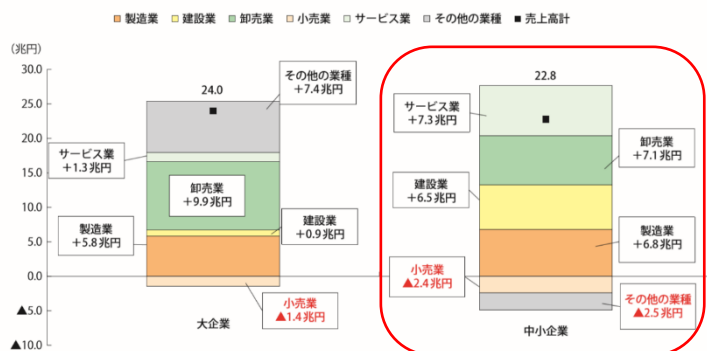 ■製造業 ■建設業 ■卸売業 ■小売業 ■サービス業 ■その他の業種 ■売上高計
(兆円)
30.0
25.0
20.0
15.0
10.0
5.0
0.0
▲5.0
▲10.0
24.0
その他の業種
+7.4兆円
サービス業
+1.3兆円
卸売業
+9.9兆円
建設業
+0.9兆円
製造業
+5.8兆円
小売業
▲1.4兆円
大企業
22.8
サービス業
+7.3兆円
卸売業
+7.1兆円
建設業
+6.5兆円
製造業
+6.8兆円
小売業
▲2.4兆円
その他の業種
▲2.5兆円
中小企業